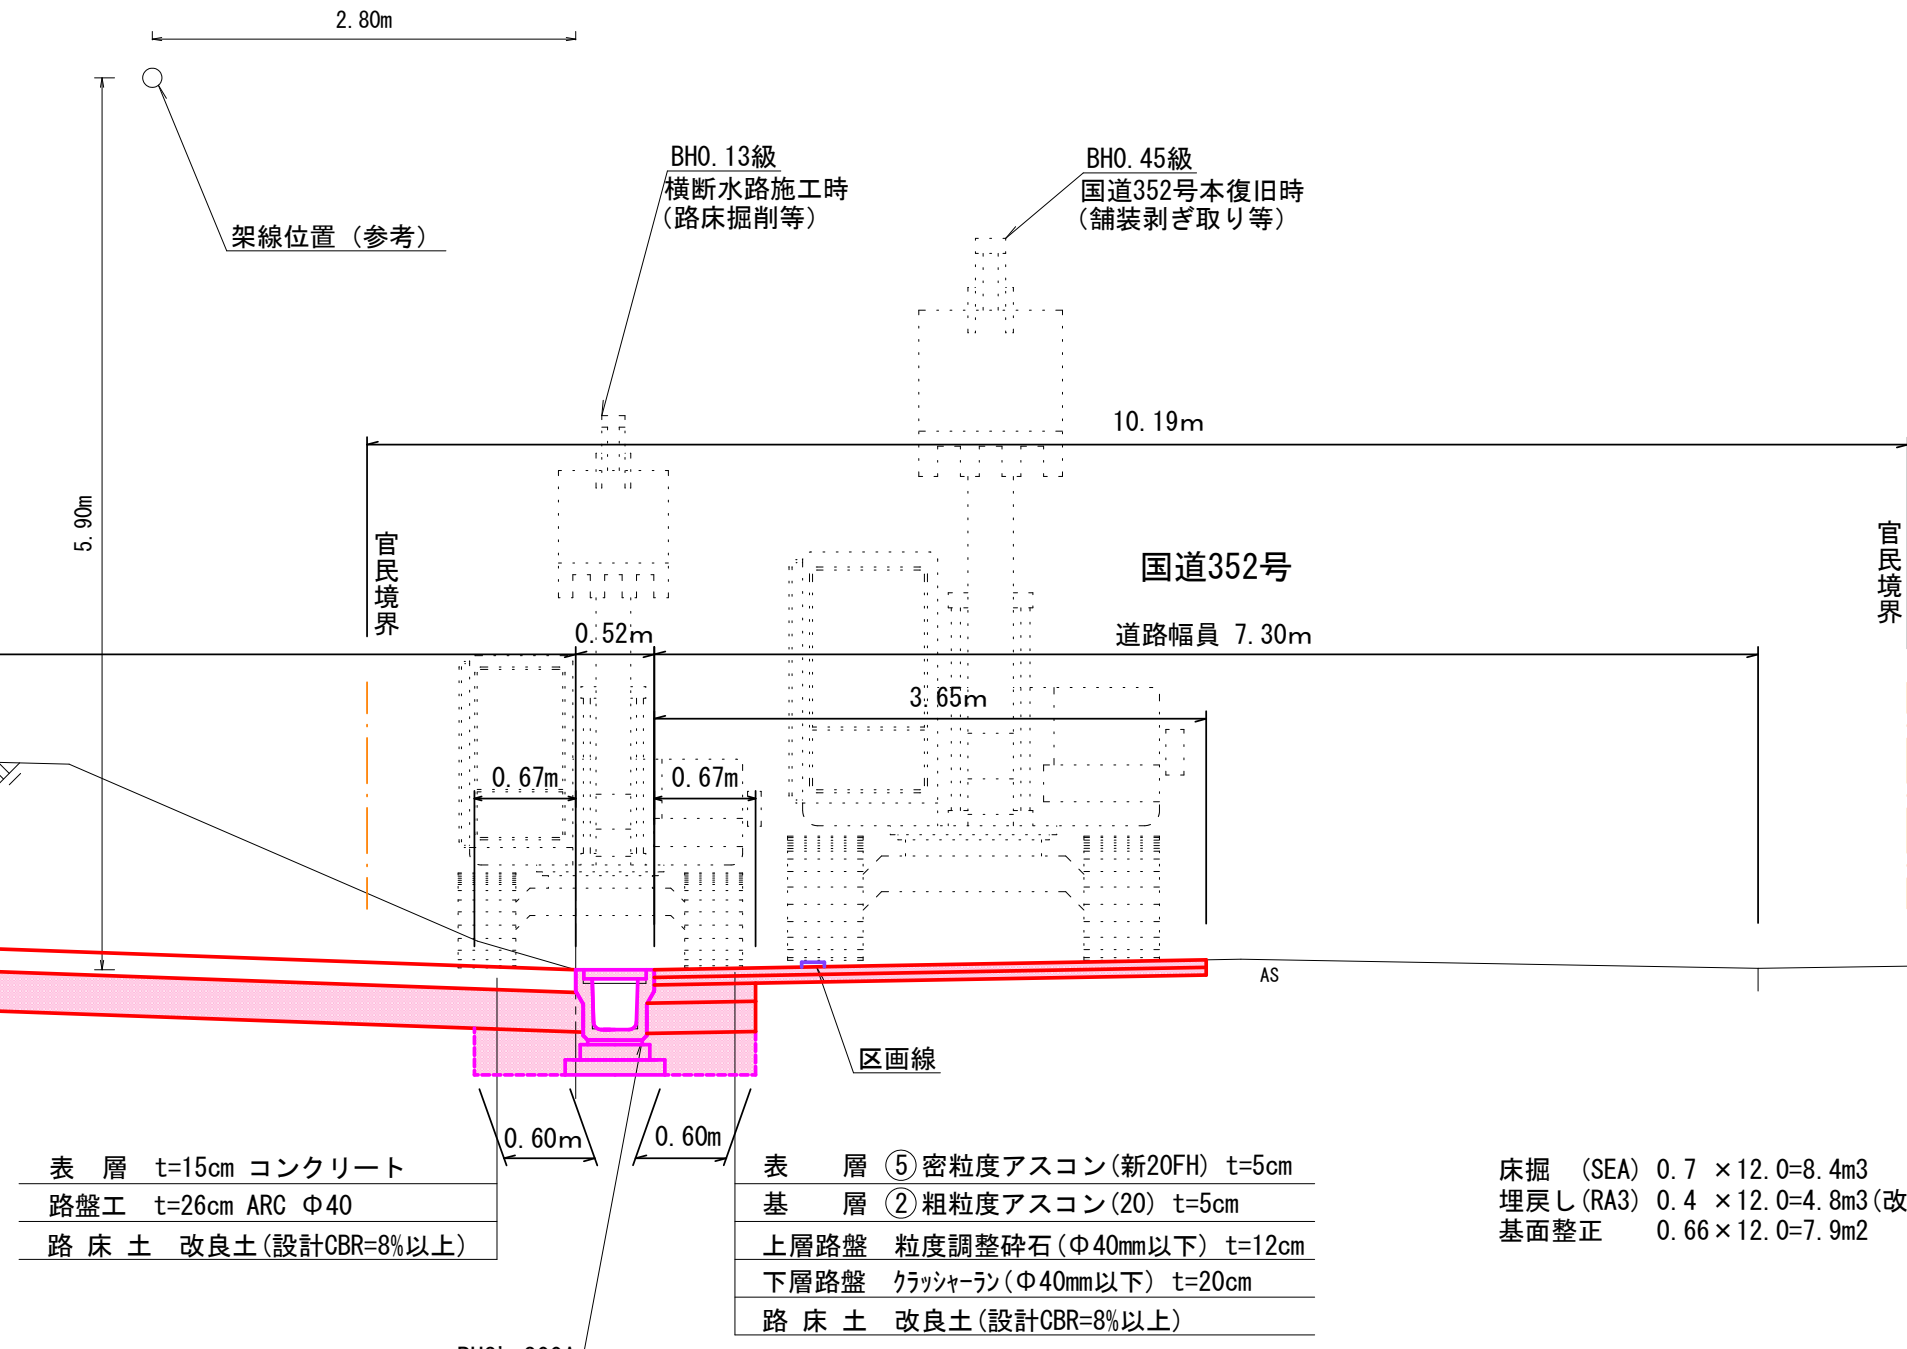 2.80m
BH0.13級
横断水路施工時
(路床掘削等)
BH0.45級
国道352号本復旧時
(舗装剥ぎ取り等)
架線位置（参考）
10.19m
5.90m
官民境界
官民境界
国道352号
0.52m
道路幅員 7.30m
3.65m
0.67m
0.67m
AS
区画線
0.60m
0.60m
表 層 t=15cm コンクリート
路盤工 t=26cm ARC Φ40
路 床 土 改良土(設計CBR=8%以上)
表 層 ⑤密粒度アスコン(新20FH) t=5cm
基 層 ②粗粒度アスコン(20) t=5cm
上層路盤 粒度調整砕石(Φ40mm以下) t=12cm
下層路盤 ｸﾗｯｼｬｰﾗﾝ(Φ40mm以下) t=20cm
路 床 土 改良土(設計CBR=8%以上)
床掘 (SEA) 0.7 ×12.0=8.4m3
埋戻し(RA3) 0.4 ×12.0=4.8m3(改
基面整正 0.66×12.0=7.9m2